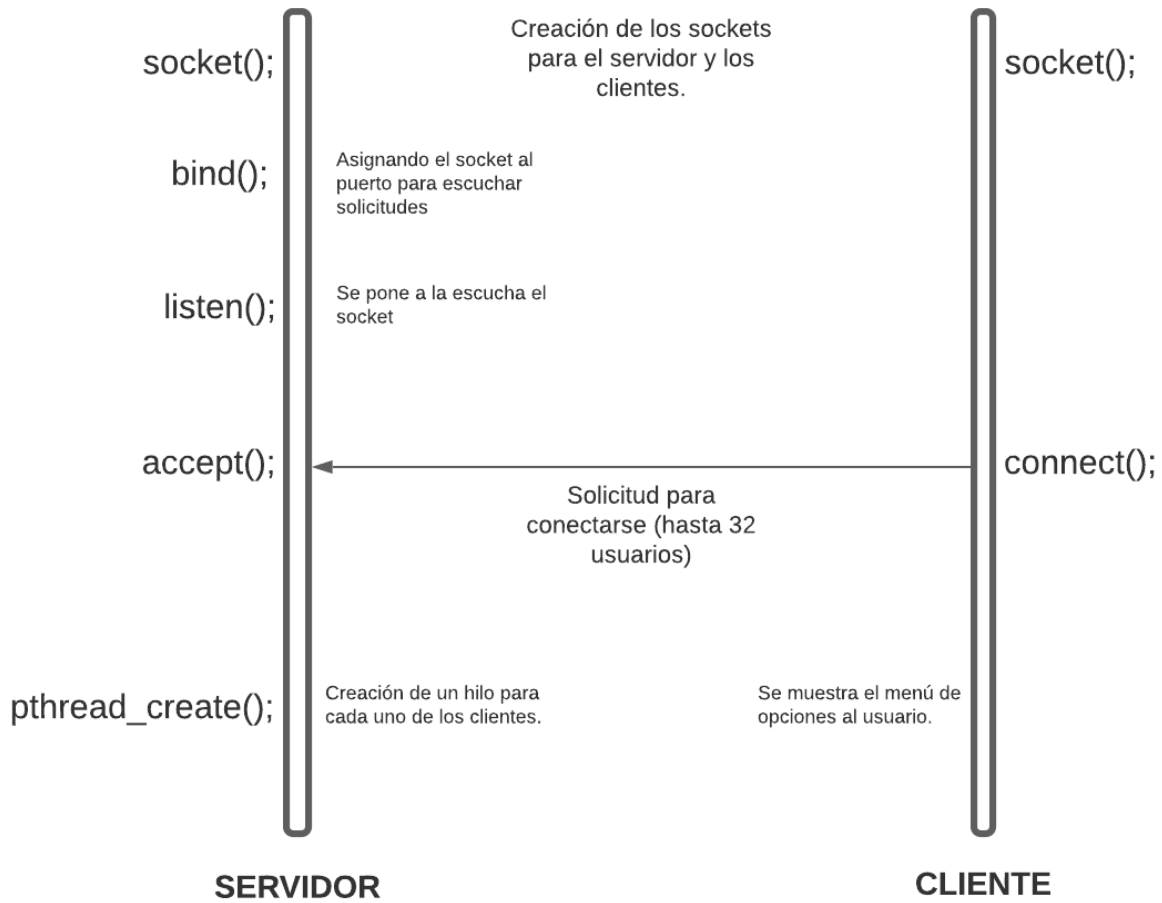 socket();
Creación de los sockets
para el servidor y los
clientes.
socket();
bind();
Asignando el socket al
puerto para escuchar
solicitudes
listen();
Se pone a la escucha el
socket
accept();
connect();
Solicitud para
conectarse (hasta 32
usuarios)
pthread_create();
Creación de un hilo para
cada uno de los clientes.
Se muestra el menú de
opciones al usuario.
SERVIDOR
CLIENTE